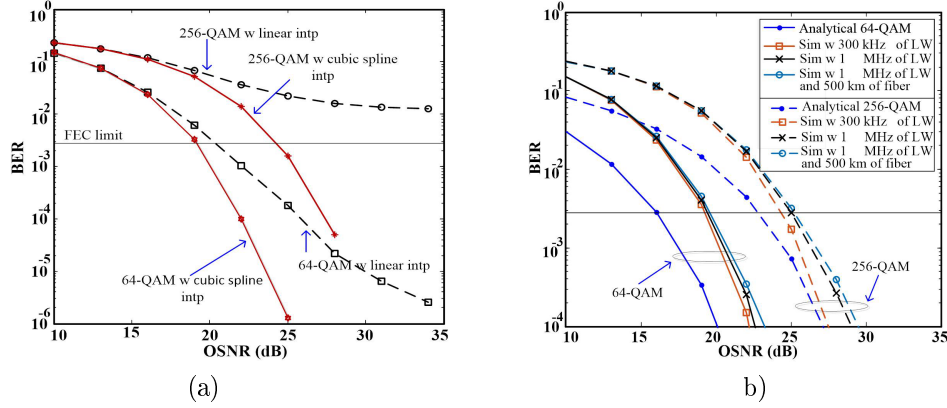 (a)
BER
10^0
10^-1
10^-2
10^-3
10^-4
10^-5
10^-6
256-QAM w linear intp
256-QAM w cubic spline
intp
FEC limit
64-QAM w cubic spline
intp
64-QAM w linear intp
10 15 20 25 30 35
OSNR (dB)
(a)
b)
BER
10^0
10^-1
10^-2
10^-3
10^-4
Analytical 64-QAM
Sim w 300 kHz of LW
Sim w 1 MHz of LW
Sim w 1 MHz of LW
and 500 km of fiber
Analytical 256-QAM
Sim w 300 kHz of LW
Sim w 1 MHz of LW
Sim w 1 MHz of LW
and 500 km of fiber
64-QAM
256-QAM
10 15 20 25 30 35
OSNR (dB)
b)